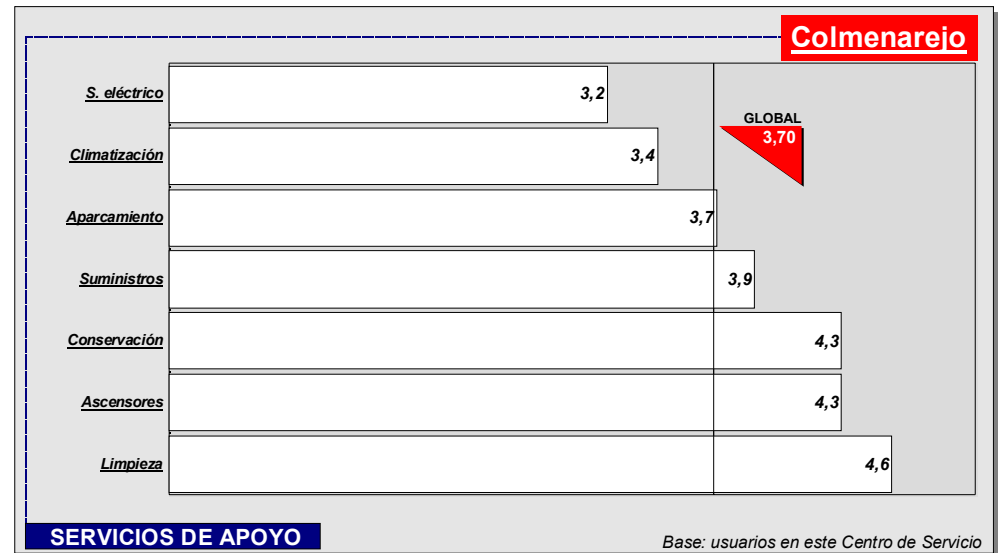 Colmenarejo
S. eléctrico 3,2
GLOBAL
3,70
Climatización 3,4
Aparcamiento 3,7
Suministros 3,9
Conservación 4,3
Ascensores 4,3
Limpieza 4,6
SERVICIOS DE APOYO
Base: usuarios en este Centro de Servicio